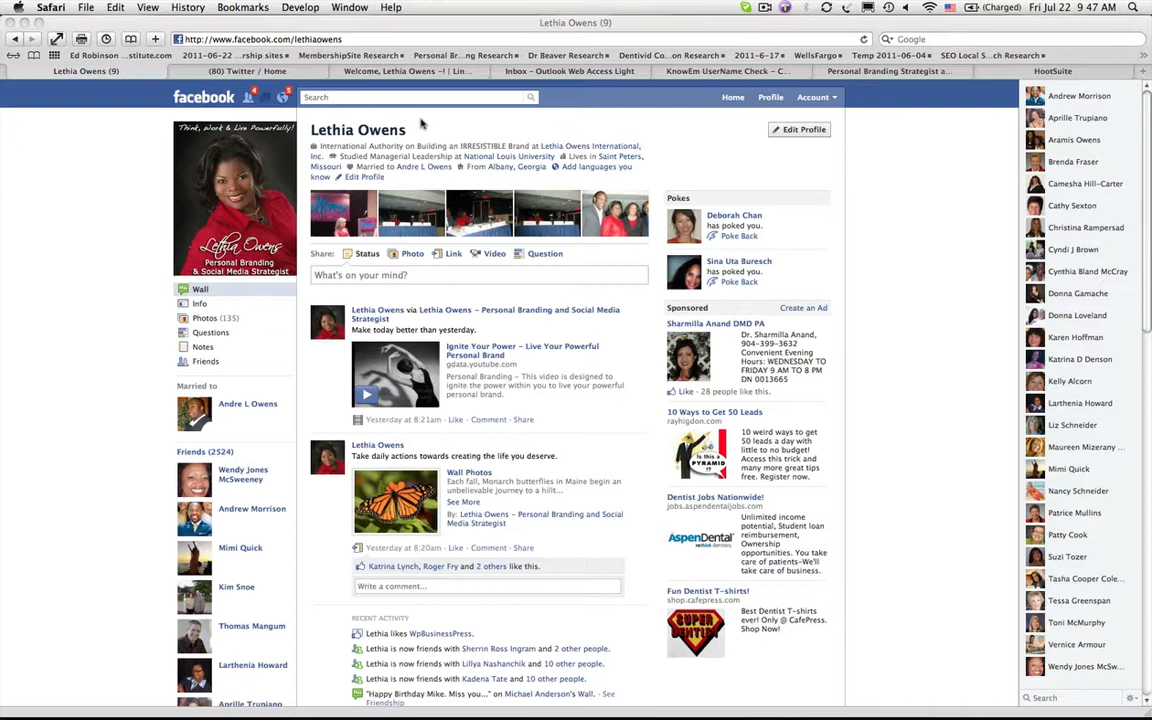 Safari File Edit View History Bookmarks Develop Window Help (Charged) Fri Jul 22 9:47 AM
Lethia Owens (9)
http://www.facebook.com/lethiaowens Google
Ed Robinson ...stitute.com 2011-06-22 ...rship sites MembershipSite Research Personal Br...ng Research Dr Beaver Research Dentivid Co...on Research 2011-6-17 WellsFargo Temp 2011-06-04 SEO Local S...ch Research
Lethia Owens (9) (80) Twitter / Home Welcome, Lethia Owens -! | Lin... Inbox - Outlook Web Access Light KnowEm UserName Check - C... Personal Branding Strategist a... HootSuite
facebook 4 Search Home Profile Account
Think, Work & Live Powerfully!
Lethia Owens
Personal Branding
& Social Media Strategist
Wall
Info
Photos (135)
Questions
Notes
Friends
Married to
Andre L Owens
Friends (2524)
Wendy Jones
McSweeney
Andrew Morrison
Mimi Quick
Kim Snoe
Thomas Mangum
Larthenia Howard
Aprille Trupiano
Lethia Owens
Edit Profile
International Authority on Building an IRRESISTIBLE Brand at Lethia Owens International,
Inc. Studied Managerial Leadership at National Louis University Lives in Saint Peters,
Missouri Married to Andre L Owens From Albany, Georgia Add languages you
know Edit Profile
Share: Status Photo Link Video Question
What's on your mind?
Lethia Owens via Lethia Owens - Personal Branding and Social Media
Strategist
Make today better than yesterday.
Ignite Your Power - Live Your Powerful
Personal Brand
gdata.youtube.com
Personal Branding - This video is designed to
ignite the power within you to live your powerful
personal brand.
Yesterday at 8:21am · Like · Comment · Share
Lethia Owens
Take daily actions towards creating the life you deserve.
Wall Photos
Each fall, Monarch butterflies in Maine begin an
unbelievable journey to a hillt...
See More
By: Lethia Owens - Personal Branding and Social
Media Strategist
Yesterday at 8:20am · Like · Comment · Share
Katrina Lynch, Roger Fry and 2 others like this.
Write a comment...
RECENT ACTIVITY
Lethia likes WpBusinessPress.
Lethia is now friends with Sherrin Ross Ingram and 2 other people.
Lethia is now friends with Lillya Nashanchik and 10 other people.
Lethia is now friends with Kadena Tate and 10 other people.
"Happy Birthday Mike. Miss you..." on Michael Anderson's Wall. · See
Friendship
Pokes
Deborah Chan
has poked you.
Poke Back
Sina Uta Buresch
has poked you.
Poke Back
Sponsored Create an Ad
Sharmilla Anand DMD PA
Dr. Sharmilla Anand,
904-399-3632
Convenient Evening
Hours: WEDNESDAY TO
FRIDAY 9 AM TO 8 PM
DN 0013665
Like · 28 people like this.
10 Ways to Get 50 Leads
rayhigdon.com
Is this a
PYRAMID
!?
10 weird ways to get
50 leads a day with
little to no budget!
Access this trick and
many more great tips
free. Register now.
Dentist Jobs Nationwide!
jobs.aspendentaljobs.com
AspenDental
rethink dentistry
Unlimited income
potential, Student loan
reimbursement,
Ownership
opportunities. You take
care of patients-We'll
take care of business.
Fun Dentist T-shirts!
shop.cafepress.com
SUPER
DENTIST
Best Dentist T-shirts
ever! Only @ CafePress.
Shop Now!
Andrew Morrison
Aprille Trupiano
Aramis Owens
Brenda Fraser
Camesha Hill-Carter
Cathy Sexton
Christina Rampersad
Cyndi J Brown
Cynthia Bland McCray
Donna Gamache
Donna Loveland
Karen Hoffman
Katrina D Denson
Kelly Alcorn
Larthenia Howard
Liz Schneider
Maureen Mizerany ...
Mimi Quick
Nancy Schneider
Patrice Mullins
Patty Cook
Suzi Tozer
Tasha Cooper Cole...
Tessa Greenspan
Toni McMurphy
Vernice Armour
Wendy Jones McSw...
Search